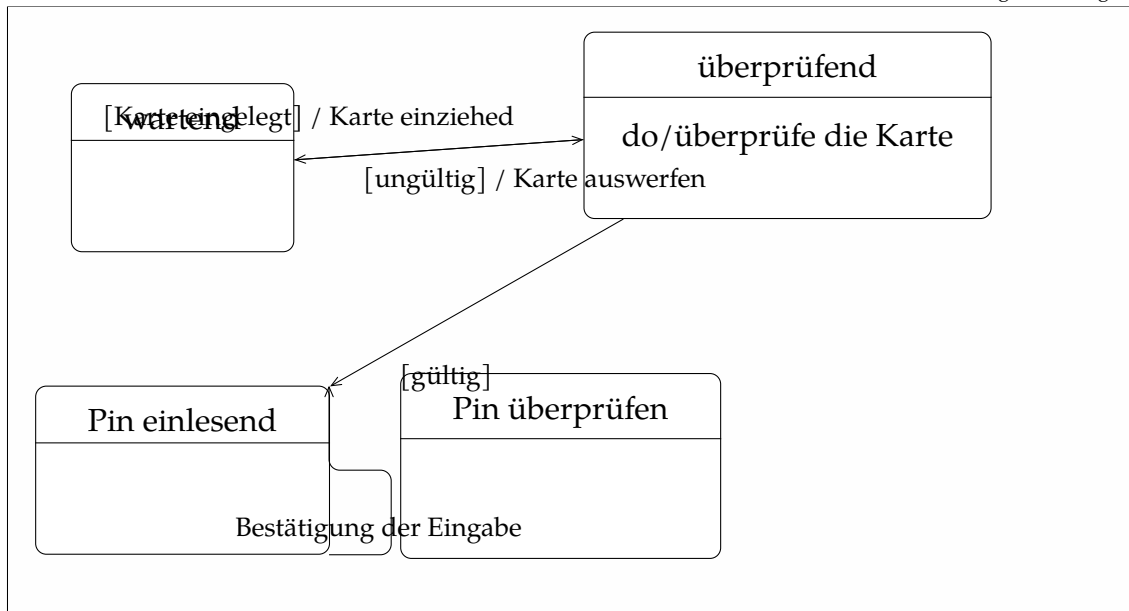 überprüfend
wartend
[Karte eingelegt] / Karte einziehed
do/überprüfe die Karte
[ungültig] / Karte auswerfen
[gültig]
Pin einlesend
Pin überprüfen
Bestätigung der Eingabe